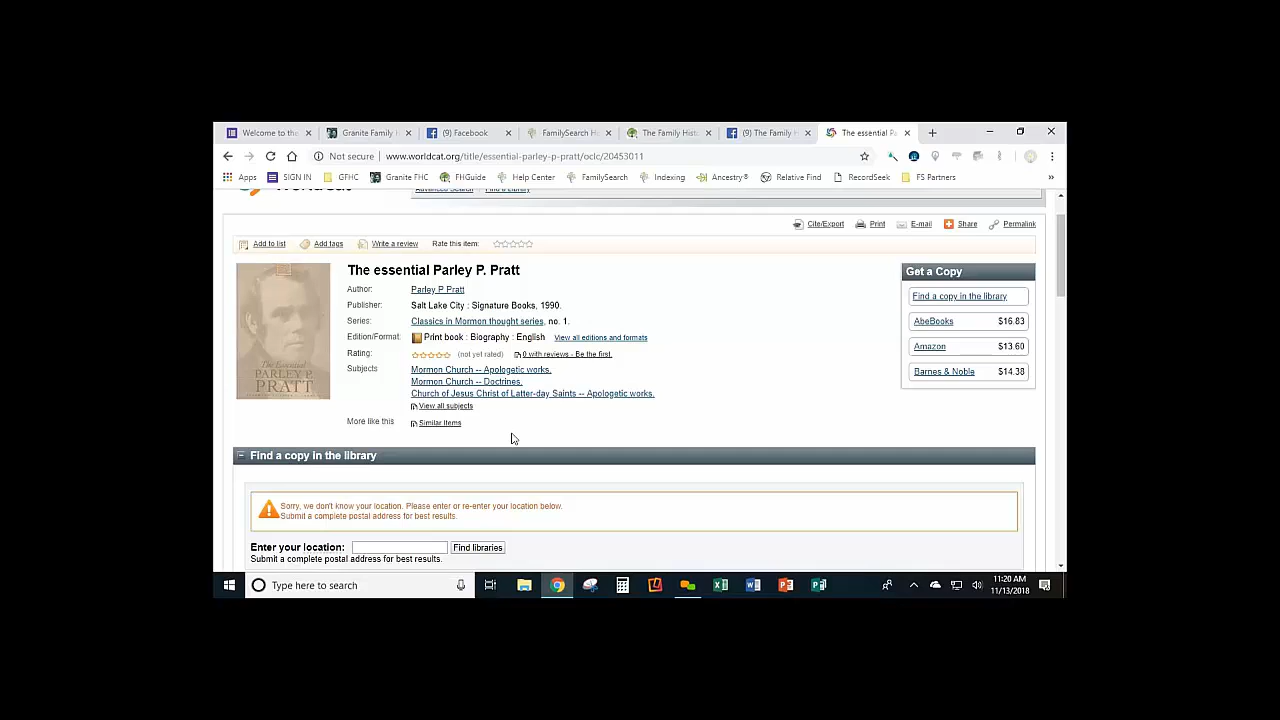 Welcome to the
Granite Family H
(9) Facebook
FamilySearch He
The Family Histo
(9) The Family H
The essential Pa
Not secure
www.worldcat.org/title/essential-parley-p-pratt/oclc/20453011
Apps
SIGN IN
GFHC
Granite FHC
FHGuide
Help Center
FamilySearch
Indexing
Ancestry®
Relative Find
RecordSeek
FS Partners
»
Advanced Search
Find a Library
Cite/Export
Print
E-mail
Share
Permalink
Add to list
Add tags
Write a review
Rate this item:
The Essential
PARLEY P.
PRATT
The essential Parley P. Pratt
Author: Parley P Pratt
Publisher: Salt Lake City : Signature Books, 1990.
Series: Classics in Mormon thought series, no. 1.
Edition/Format: Print book : Biography : English View all editions and formats
Rating: (not yet rated) 0 with reviews - Be the first.
Subjects Mormon Church -- Apologetic works.
Mormon Church -- Doctrines.
Church of Jesus Christ of Latter-day Saints -- Apologetic works.
View all subjects
More like this Similar Items
Get a Copy
Find a copy in the library
AbeBooks $16.83
Amazon $13.60
Barnes & Noble $14.38
Find a copy in the library
Sorry, we don't know your location. Please enter or re-enter your location below.
Submit a complete postal address for best results.
Enter your location: Find libraries
Submit a complete postal address for best results.
Type here to search
11:20 AM
11/13/2018